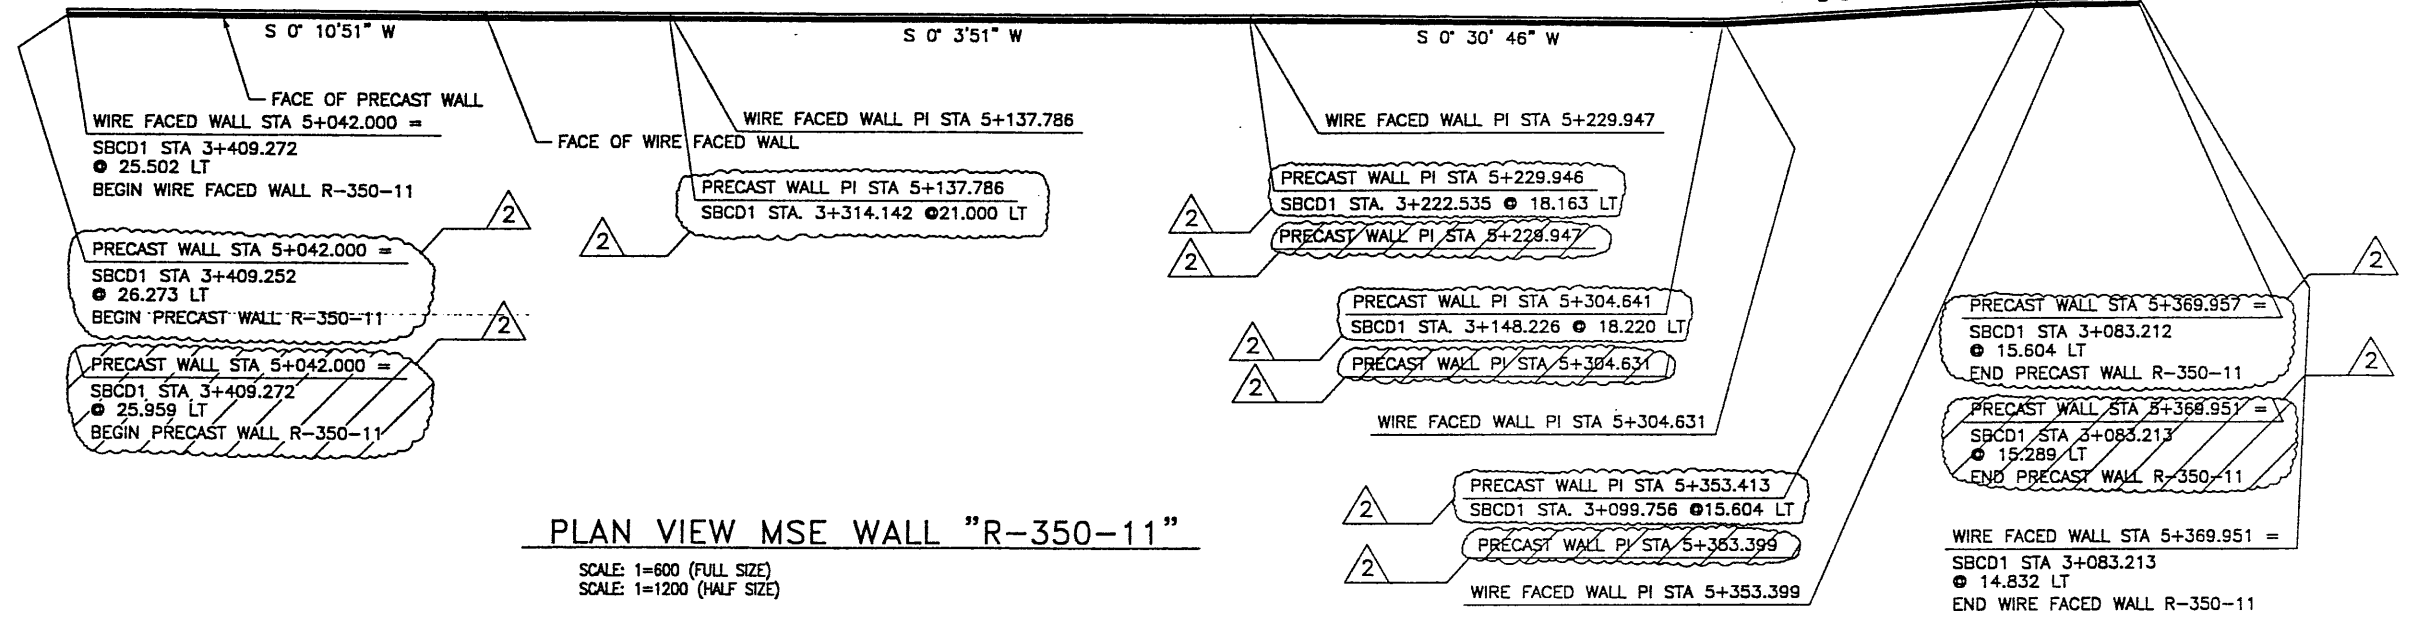 S 0° 10'51" W
S 0° 3'51" W
S 0° 30' 46" W
FACE OF PRECAST WALL
WIRE FACED WALL STA 5+042.000 =
SBCD1 STA 3+409.272
@ 25.502 LT
BEGIN WIRE FACED WALL R-350-11
FACE OF WIRE FACED WALL
WIRE FACED WALL PI STA 5+137.786
WIRE FACED WALL PI STA 5+229.947
2
PRECAST WALL STA 5+042.000 =
SBCD1 STA 3+409.252
@ 26.273 LT
BEGIN PRECAST WALL R-350-11
2
PRECAST WALL STA 5+042.000 =
SBCD1 STA 3+409.272
@ 25.959 LT
BEGIN PRECAST WALL R-350-11
2
PRECAST WALL PI STA 5+137.786
SBCD1 STA. 3+314.142 @21.000 LT
2
PRECAST WALL PI STA 5+229.946
SBCD1 STA. 3+222.535 @ 18.163 LT
2
PRECAST WALL PI STA 5+229.947
2
PRECAST WALL PI STA 5+304.641
SBCD1 STA. 3+148.226 @ 18.220 LT
2
PRECAST WALL PI STA 5+304.631
WIRE FACED WALL PI STA 5+304.631
2
PRECAST WALL PI STA 5+353.413
SBCD1 STA. 3+099.756 @15.604 LT
2
PRECAST WALL PI STA 5+353.399
WIRE FACED WALL PI STA 5+353.399
2
PRECAST WALL STA 5+369.957 =
SBCD1 STA 3+083.212
@ 15.604 LT
END PRECAST WALL R-350-11
2
PRECAST WALL STA 5+369.951 =
SBCD1 STA 3+083.213
@ 15.289 LT
END PRECAST WALL R-350-11
WIRE FACED WALL STA 5+369.951 =
SBCD1 STA 3+083.213
@ 14.832 LT
END WIRE FACED WALL R-350-11
PLAN VIEW MSE WALL "R-350-11"
SCALE: 1=600 (FULL SIZE)
SCALE: 1=1200 (HALF SIZE)